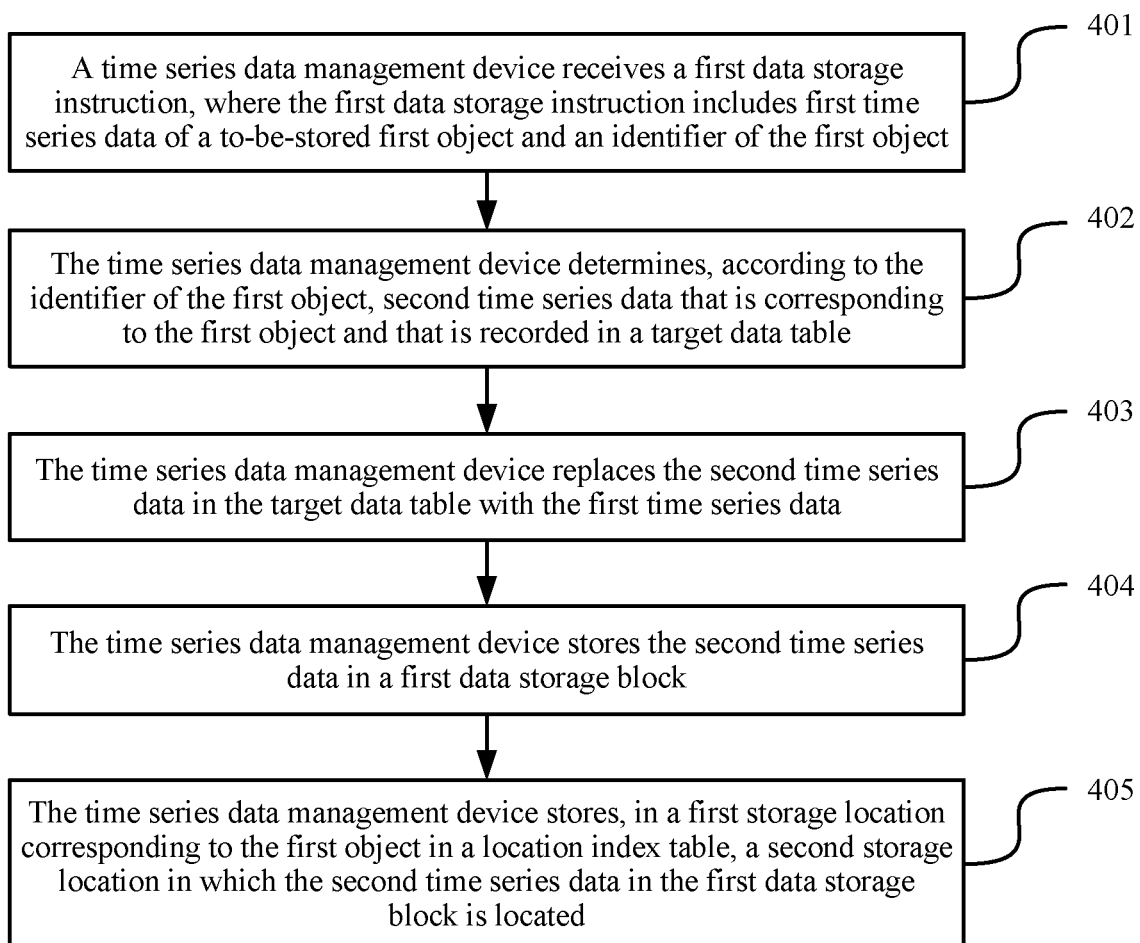 401
A time series data management device receives a first data storage
instruction, where the first data storage instruction includes first time
series data of a to-be-stored first object and an identifier of the first object
402
The time series data management device determines, according to the
identifier of the first object, second time series data that is corresponding
to the first object and that is recorded in a target data table
403
The time series data management device replaces the second time series
data in the target data table with the first time series data
404
The time series data management device stores the second time series
data in a first data storage block
405
The time series data management device stores, in a first storage location
corresponding to the first object in a location index table, a second storage
location in which the second time series data in the first data storage
block is located